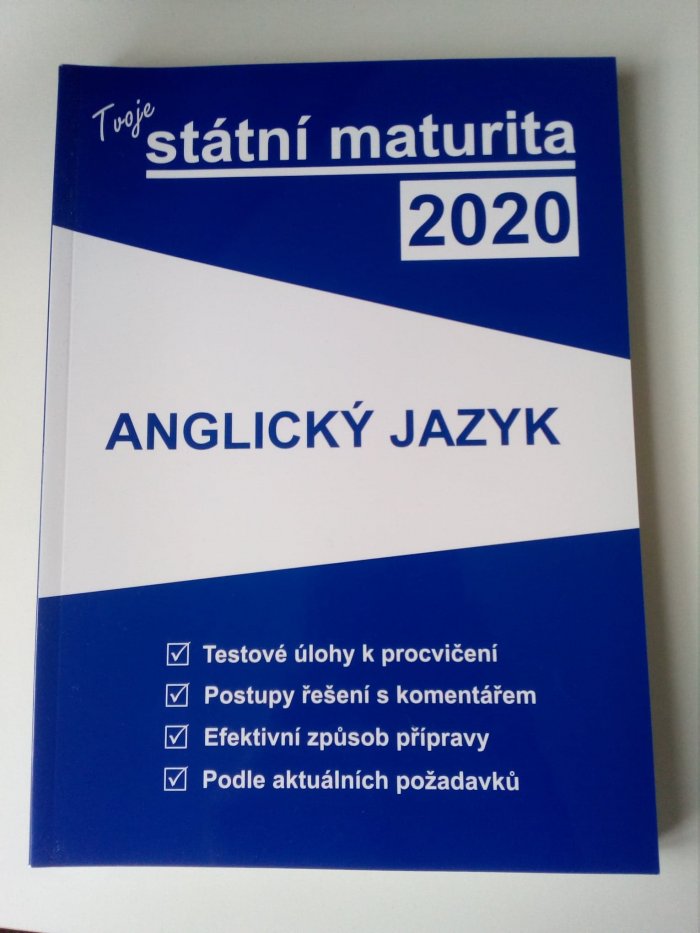 Tvoje
státní maturita
2020
ANGLICKÝ JAZYK
Testové úlohy k procvičení
Postupy řešení s komentářem
Efektivní způsob přípravy
Podle aktuálních požadavků